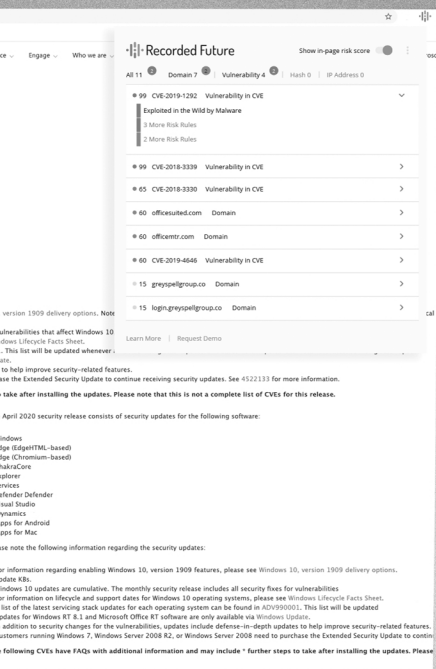 ce
Engage
Who we are
Recorded Future
Show in-page risk score
All 11
Domain 7
Vulnerability 4
Hash 0
IP Address 0
99 CVE-2019-1292 Vulnerability in CVE
Exploited in the Wild by Malware
3 More Risk Rules
2 More Risk Rules
99 CVE-2018-3339 Vulnerability in CVE
65 CVE-2018-3330 Vulnerability in CVE
60 officesuited.com Domain
60 officemtr.com Domain
60 CVE-2019-4646 Vulnerability in CVE
15 greyspellgroup.co Domain
15 login.greyspellgroup.co Domain
Learn More | Request Demo
version 1909 delivery options. Note
cal
ulnerabilities that affect Windows 10
dows Lifecycle Facts Sheet.
. This list will be updated whenever
ate.
to help improve security-related features.
ase the Extended Security Update to continue receiving security updates. See 4522133 for more information.
take after installing the updates. Please note that this is not a complete list of CVEs for this release.
April 2020 security release consists of security updates for the following software:
indows
dge (EdgeHTML-based)
dge (Chromium-based)
hakraCore
xplorer
ervices
efender Defender
sual Studio
ynamics
pps for Android
pps for Mac
ase note the following information regarding the security updates:
or information regarding enabling Windows 10, version 1909 features, please see Windows 10, version 1909 delivery options.
pdate KBs.
indows 10 updates are cumulative. The monthly security release includes all security fixes for vulnerabilities
or information on lifecycle and support dates for Windows 10 operating systems, please see Windows Lifecycle Facts Sheet.
list of the latest servicing stack updates for each operating system can be found in ADV990001. This list will be updated
pdates for Windows RT 8.1 and Microsoft Office RT software are only available via Windows Update.
addition to security changes for the vulnerabilities, updates include defense-in-depth updates to help improve security-related features.
ustomers running Windows 7, Windows Server 2008 R2, or Windows Server 2008 need to purchase the Extended Security Update to contin
e following CVEs have FAQs with additional information and may include * further steps to take after installing the updates. Please